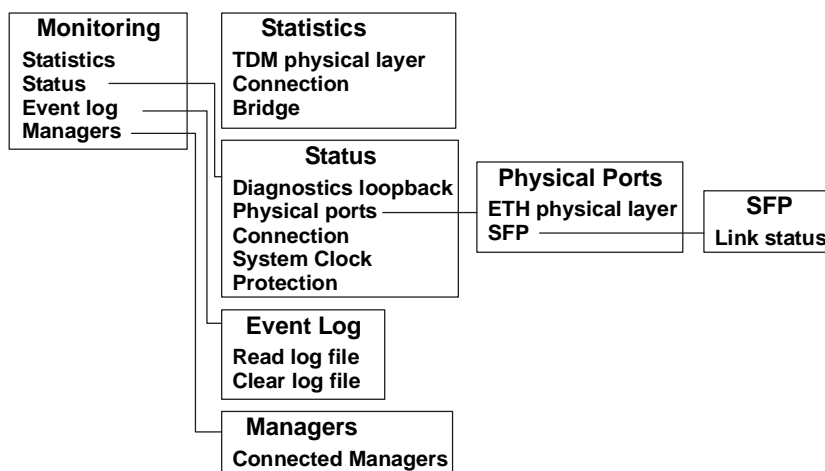 Monitoring
Statistics
Status
Event log
Managers
Statistics
TDM physical layer
Connection
Bridge
Status
Diagnostics loopback
Physical ports
Connection
System Clock
Protection
Physical Ports
ETH physical layer
SFP
SFP
Link status
Event Log
Read log file
Clear log file
Managers
Connected Managers